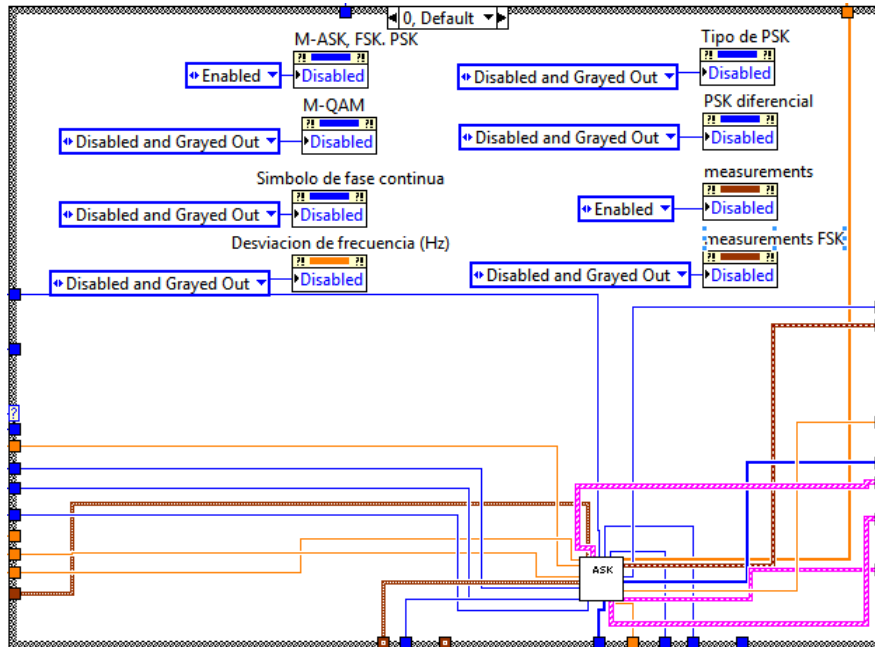 0, Default
M-ASK, FSK. PSK
Enabled
?! ?!
Disabled
Tipo de PSK
Disabled and Grayed Out
?! ?!
Disabled
M-QAM
Disabled and Grayed Out
?! ?!
Disabled
PSK diferencial
Disabled and Grayed Out
?! ?!
Disabled
Simbolo de fase continua
Disabled and Grayed Out
?! ?!
Disabled
measurements
Enabled
?! ?!
Disabled
Desviacion de frecuencia (Hz)
Disabled and Grayed Out
?! ?!
Disabled
measurements FSK
Disabled and Grayed Out
?! ?!
Disabled
?
ASK